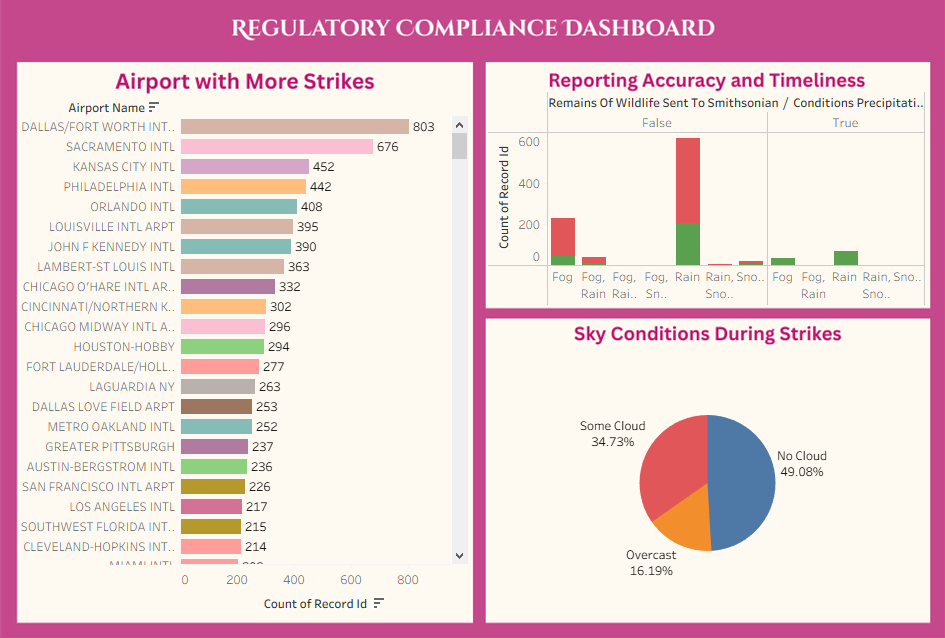 REGULATORY COMPLIANCE DASHBOARD
Airport with More Strikes
Airport Name
DALLAS/FORT WORTH INT.. 803
SACRAMENTO INTL 676
KANSAS CITY INTL 452
PHILADELPHIA INTL 442
ORLANDO INTL 408
LOUISVILLE INTL ARPT 395
JOHN F KENNEDY INTL 390
LAMBERT-ST LOUIS INTL 363
CHICAGO O'HARE INTL AR.. 332
CINCINNATI/NORTHERN K.. 302
CHICAGO MIDWAY INTL A.. 296
HOUSTON-HOBBY 294
FORT LAUDERDALE/HOLL.. 277
LAGUARDIA NY 263
DALLAS LOVE FIELD ARPT 253
METRO OAKLAND INTL 252
GREATER PITTSBURGH 237
AUSTIN-BERGSTROM INTL 236
SAN FRANCISCO INTL ARPT 226
LOS ANGELES INTL 217
SOUTHWEST FLORIDA INT.. 215
CLEVELAND-HOPKINS INT.. 214
MIAMI INTL
0 200 400 600 800
Count of Record Id
Reporting Accuracy and Timeliness
Remains Of Wildlife Sent To Smithsonian / Conditions Precipitati..
False True
Count of Record Id
600
400
200
0
Fog Fog, Fog, Fog, Rain Rain, Sno.. Fog Fog, Rain Rain, Sno..
Rain Rai.. Sn.. Sno.. Rain Sno..
Sky Conditions During Strikes
Some Cloud
34.73%
No Cloud
49.08%
Overcast
16.19%